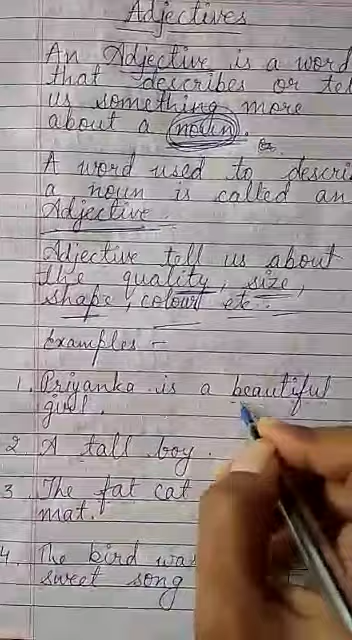 Adjectives
An Adjective is a word
that describes or tel
us something more
about a noun.
A word used to descri
a noun is called an
Adjective.
Adjective tell us about
the quality, size,
shape, colour etc.
Examples -
1. Priyanka is a beautiful
girl.
2 A tall boy.
3 The fat cat
mat.
4. The bird was
sweet song